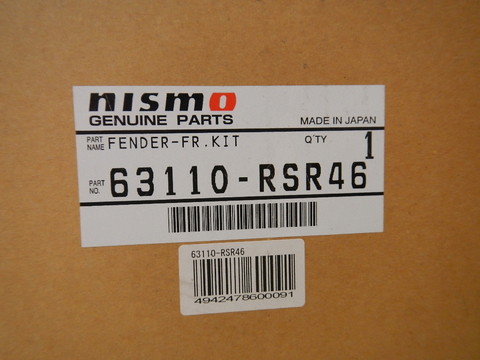 nismo
GENUINE PARTS
MADE IN JAPAN
PART NAME FENDER-FR.KIT Q'TY 1
PART NO. 63110-RSR46
63110-RSR46
4942478600091